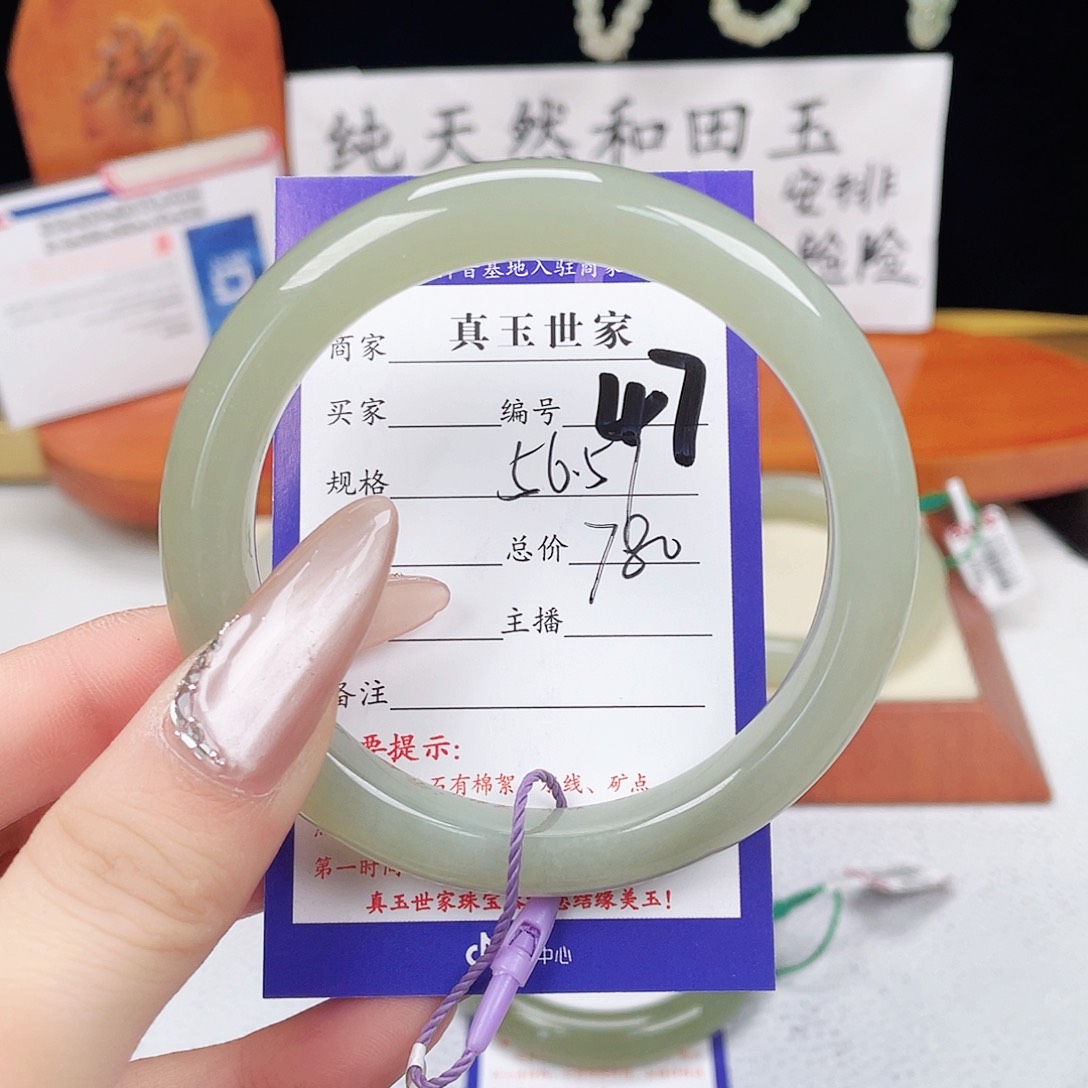 纯天然和田玉
安排
基地入驻商家
商家 真玉世家
买家 编号 47
规格 56.5
总价 780
主播
备注
提示:
石有棉絮 线、矿点
第一时间
真玉世家珠宝 结缘美玉!
中心